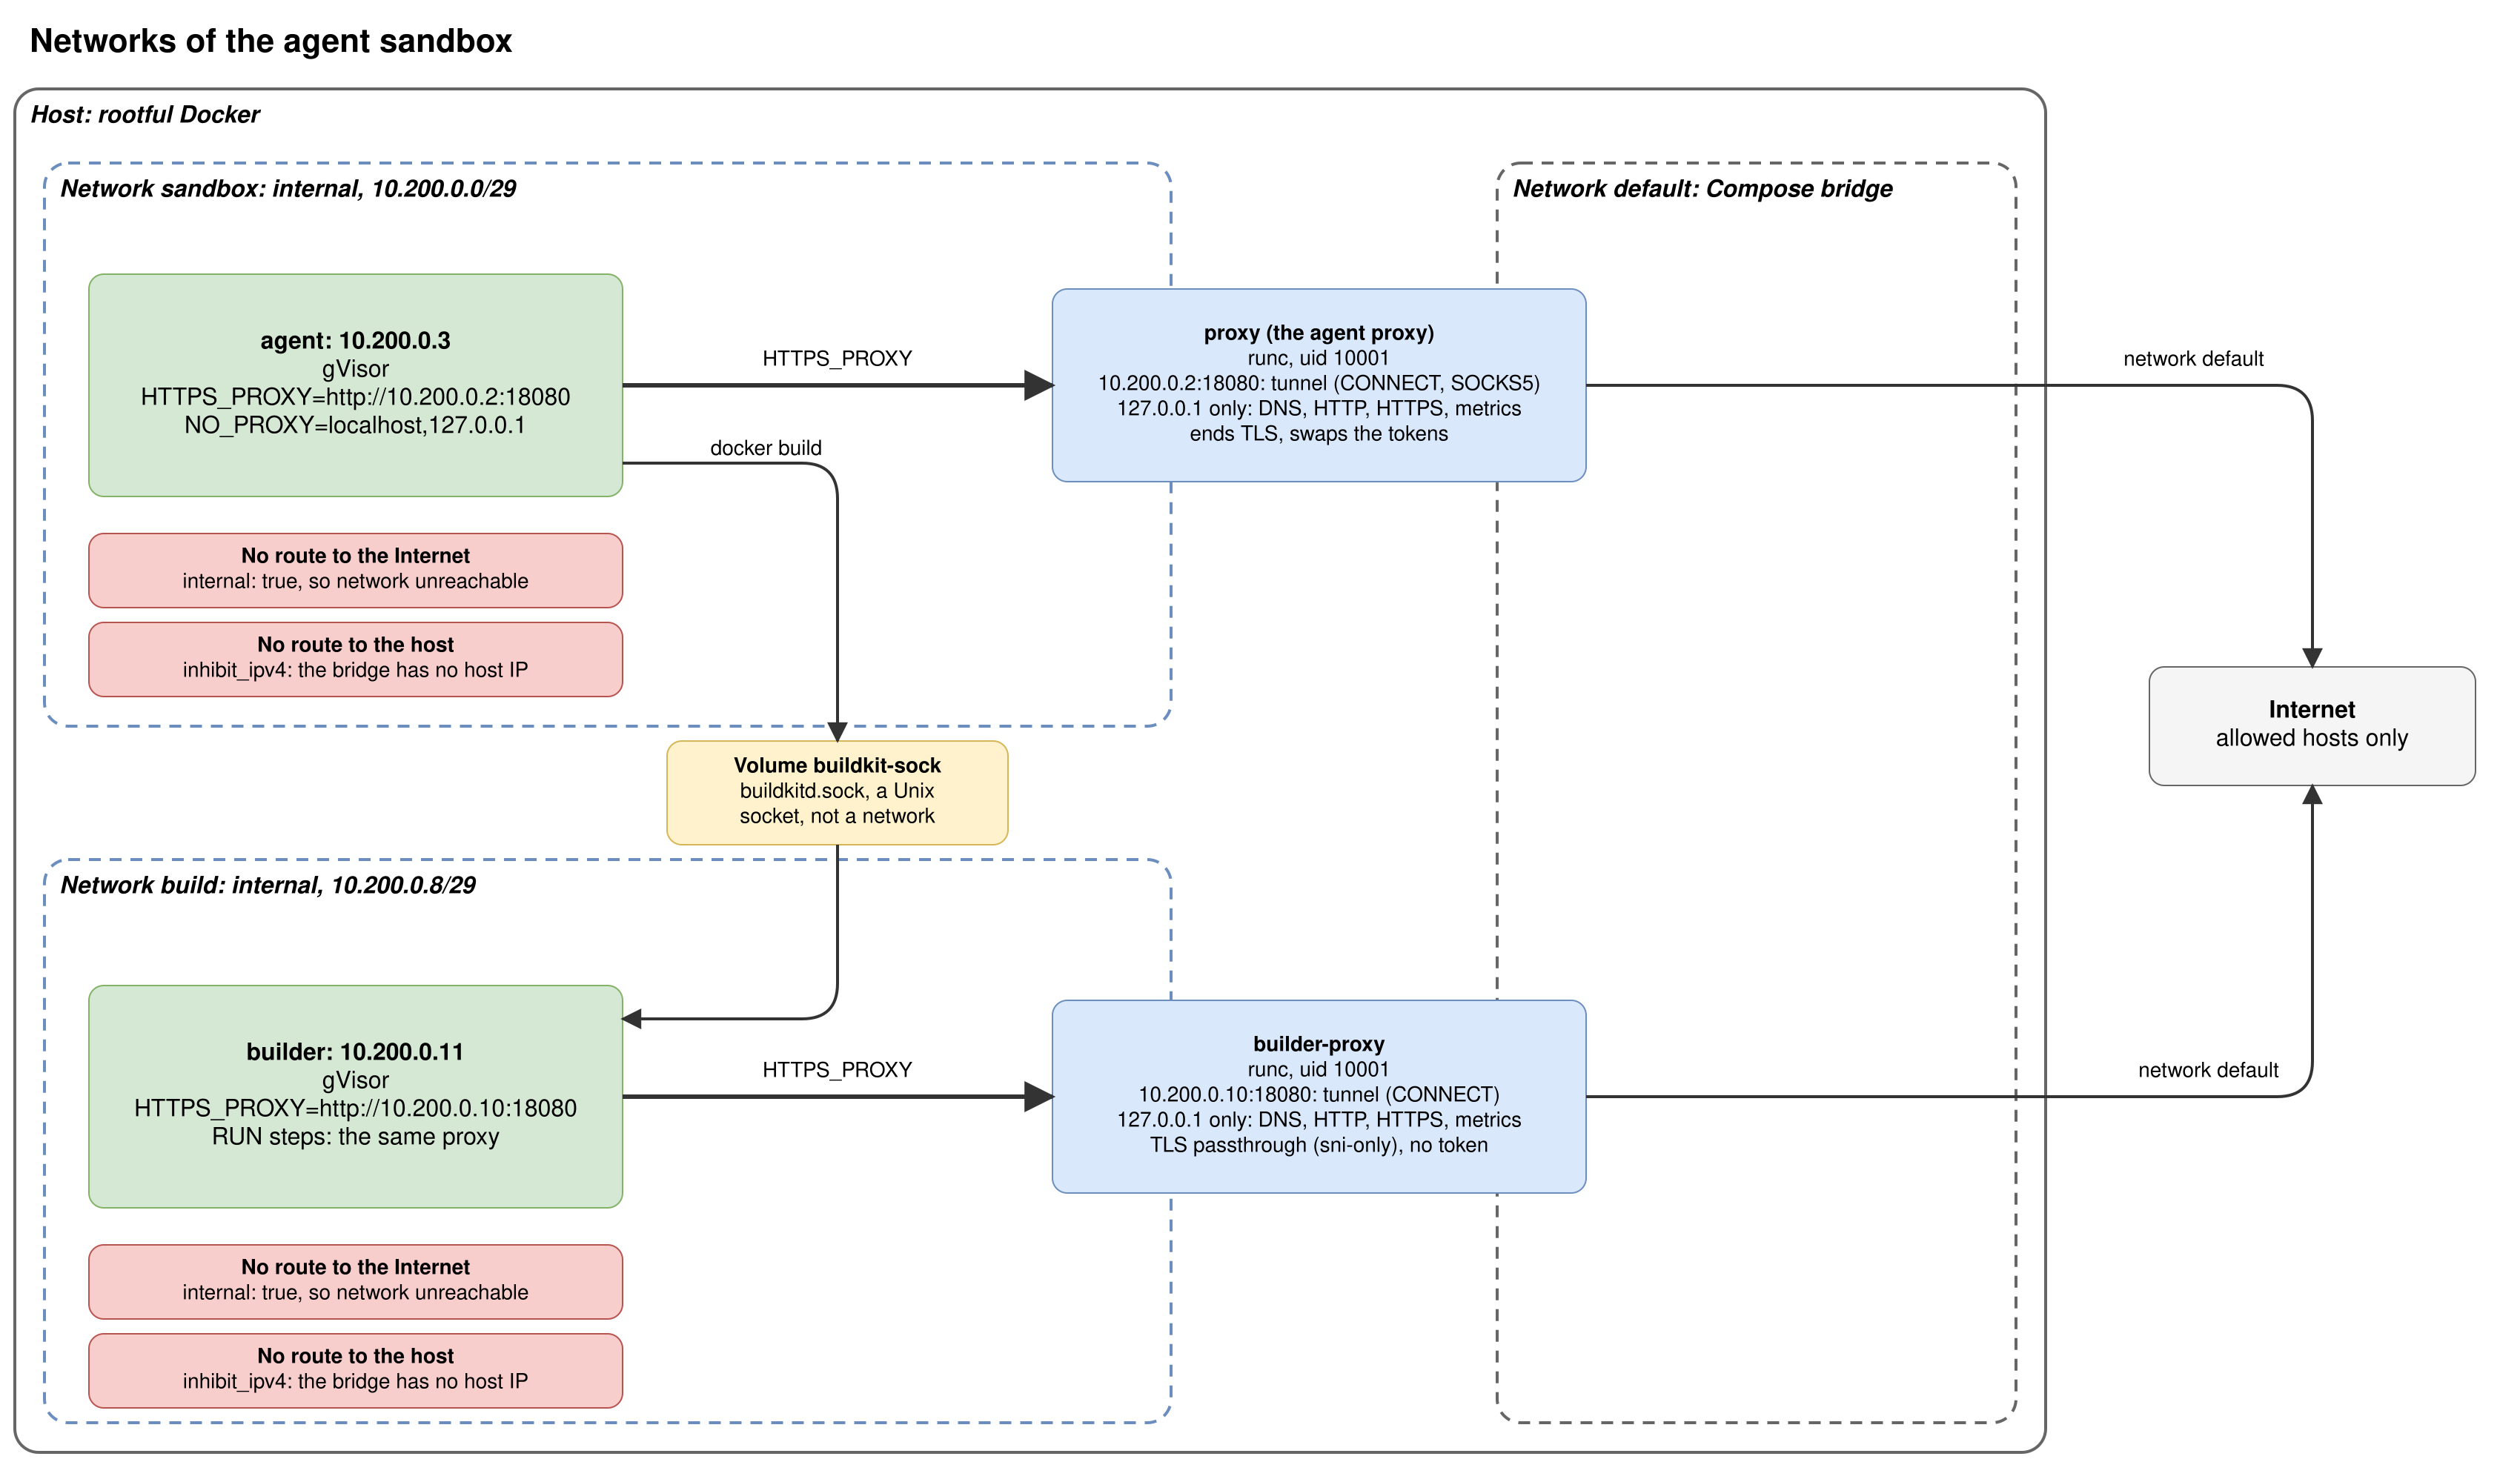 Networks of the agent sandbox
Host: rootful Docker
Network sandbox: internal, 10.200.0.0/29
Network default: Compose bridge
agent: 10.200.0.3
gVisor
HTTPS_PROXY=http://10.200.0.2:18080
NO_PROXY=localhost,127.0.0.1
HTTPS_PROXY
docker build
proxy (the agent proxy)
runc, uid 10001
10.200.0.2:18080: tunnel (CONNECT, SOCKS5)
127.0.0.1 only: DNS, HTTP, HTTPS, metrics
ends TLS, swaps the tokens
network default
No route to the Internet
internal: true, so network unreachable
No route to the host
inhibit_ipv4: the bridge has no host IP
Internet
allowed hosts only
Volume buildkit-sock
buildkitd.sock, a Unix
socket, not a network
Network build: internal, 10.200.0.8/29
builder: 10.200.0.11
gVisor
HTTPS_PROXY=http://10.200.0.10:18080
RUN steps: the same proxy
HTTPS_PROXY
builder-proxy
runc, uid 10001
10.200.0.10:18080: tunnel (CONNECT)
127.0.0.1 only: DNS, HTTP, HTTPS, metrics
TLS passthrough (sni-only), no token
network default
No route to the Internet
internal: true, so network unreachable
No route to the host
inhibit_ipv4: the bridge has no host IP